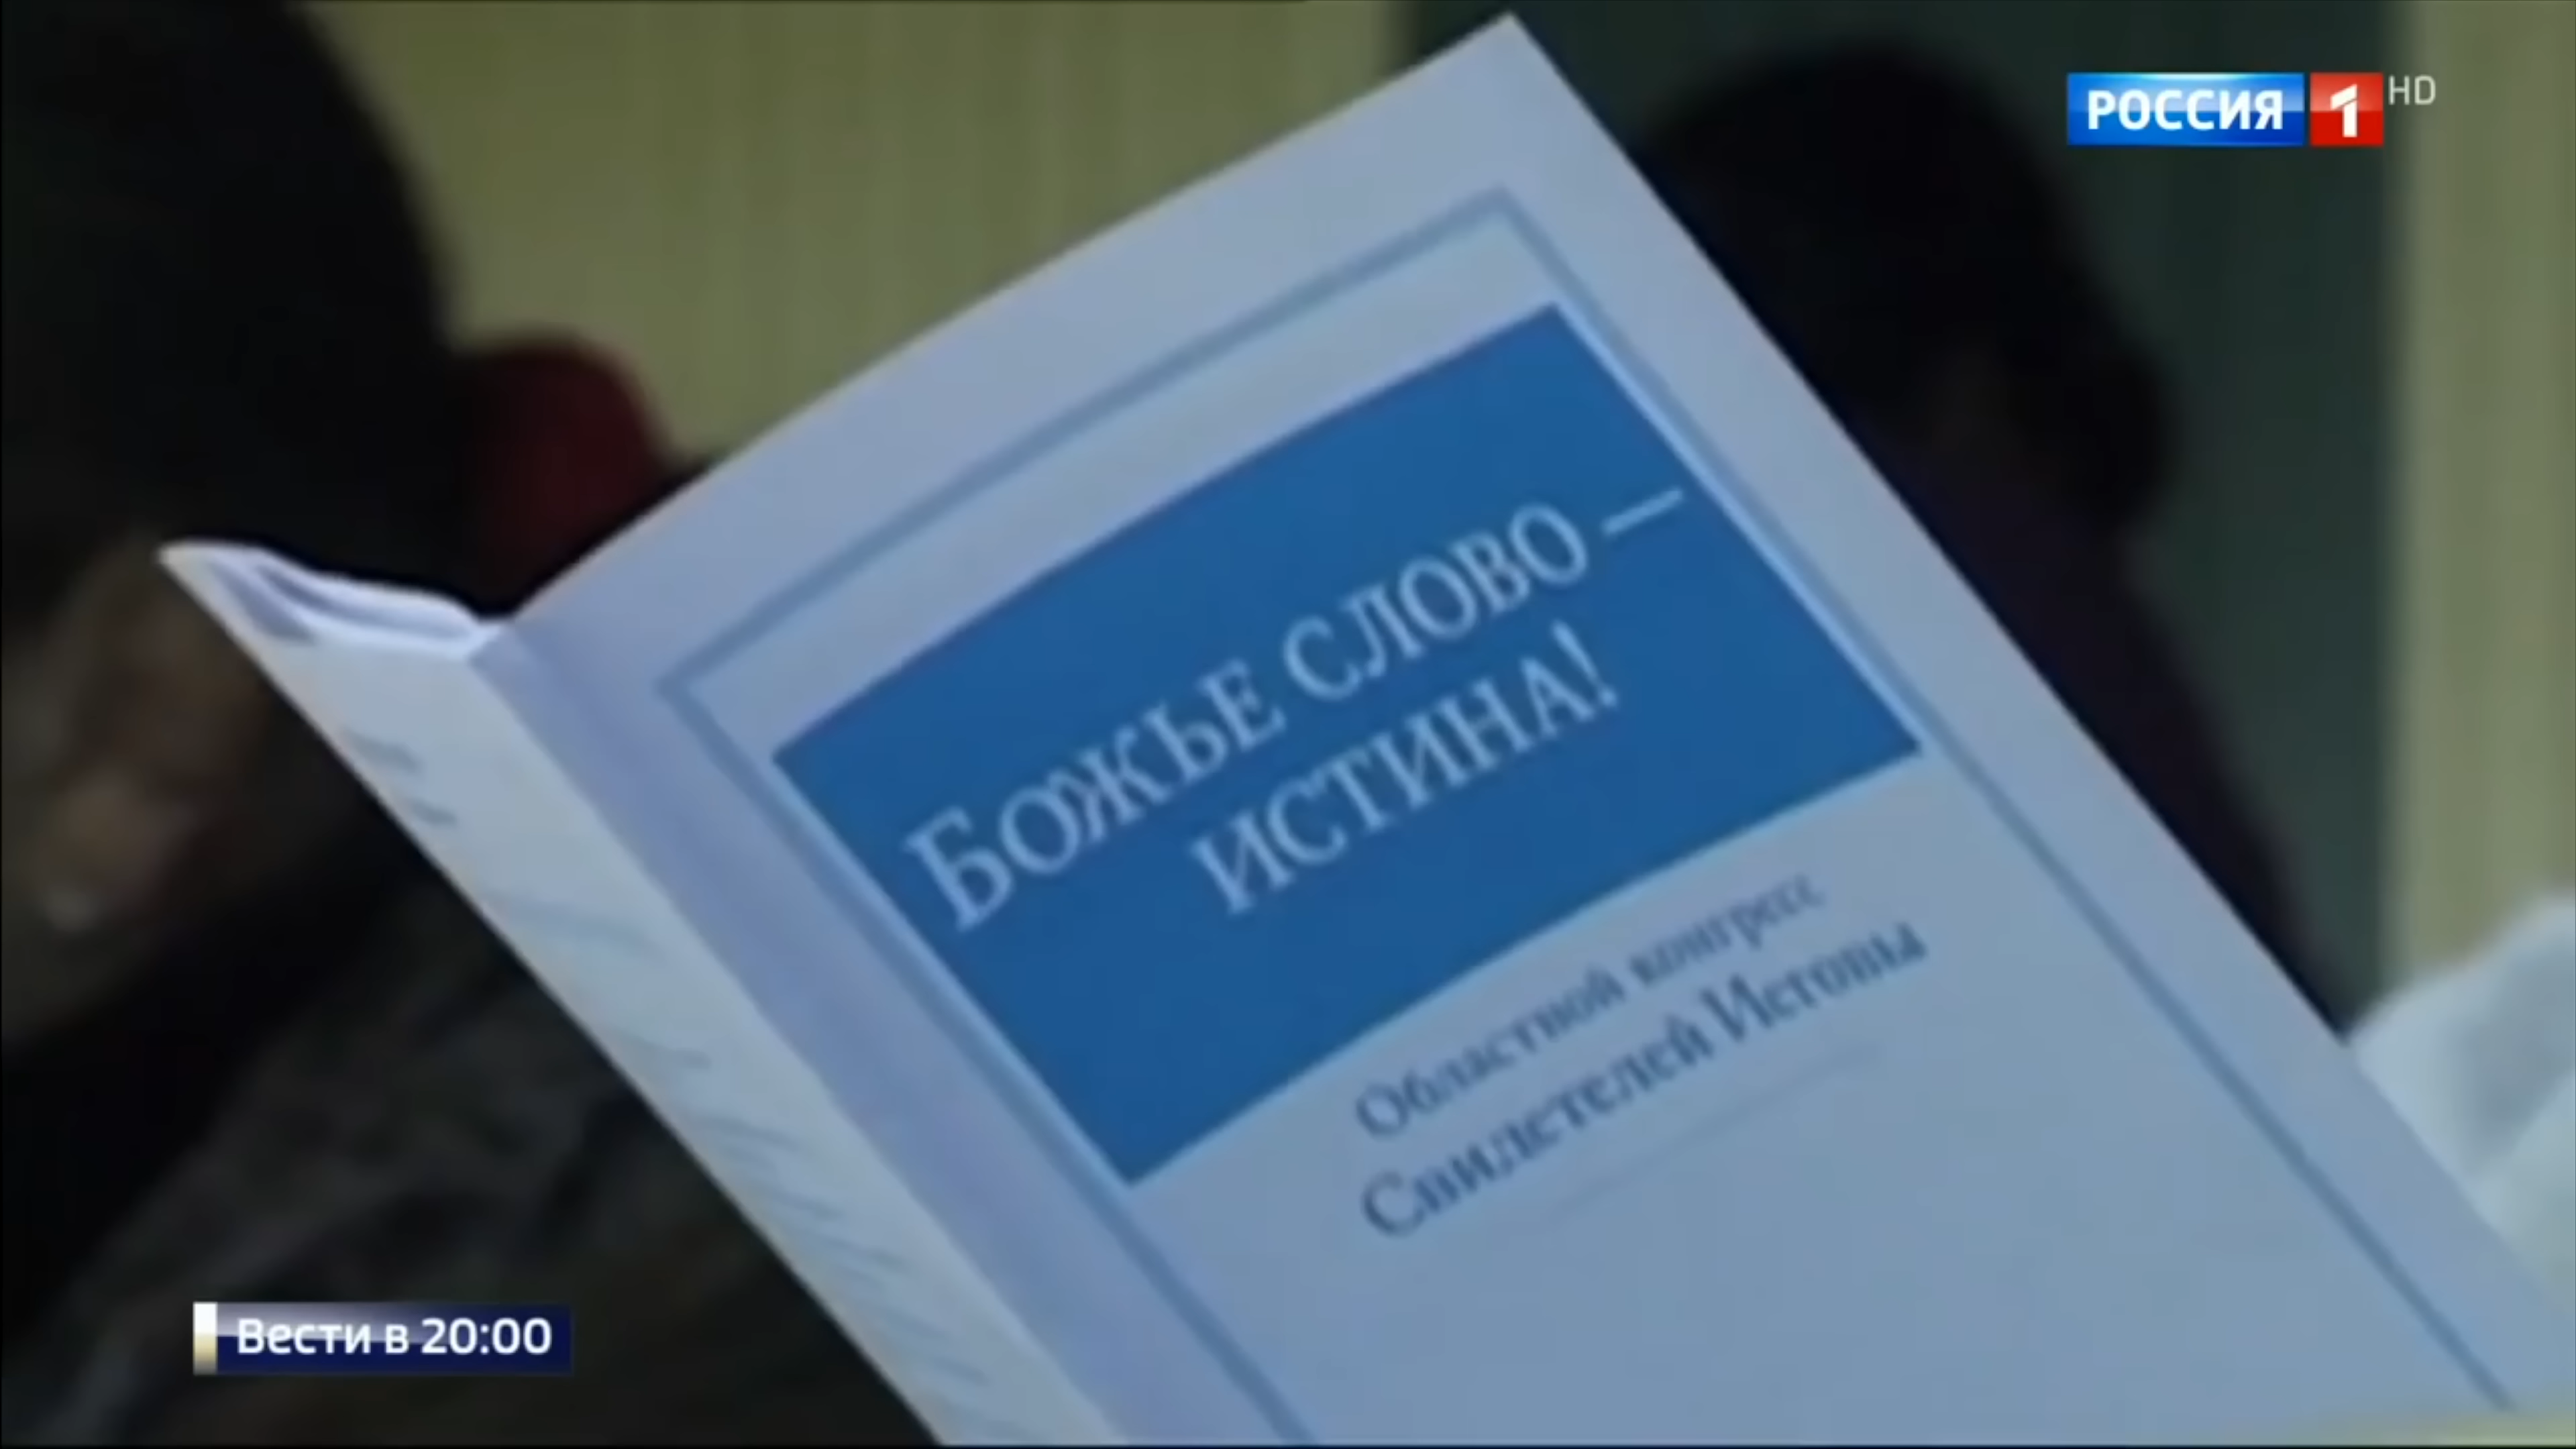 РОССИЯ 1 HD
БОЖЬЕ СЛОВО —
ИСТИНА!
Областной конгресс
Свидетелей Иеговы
Вести в 20:00